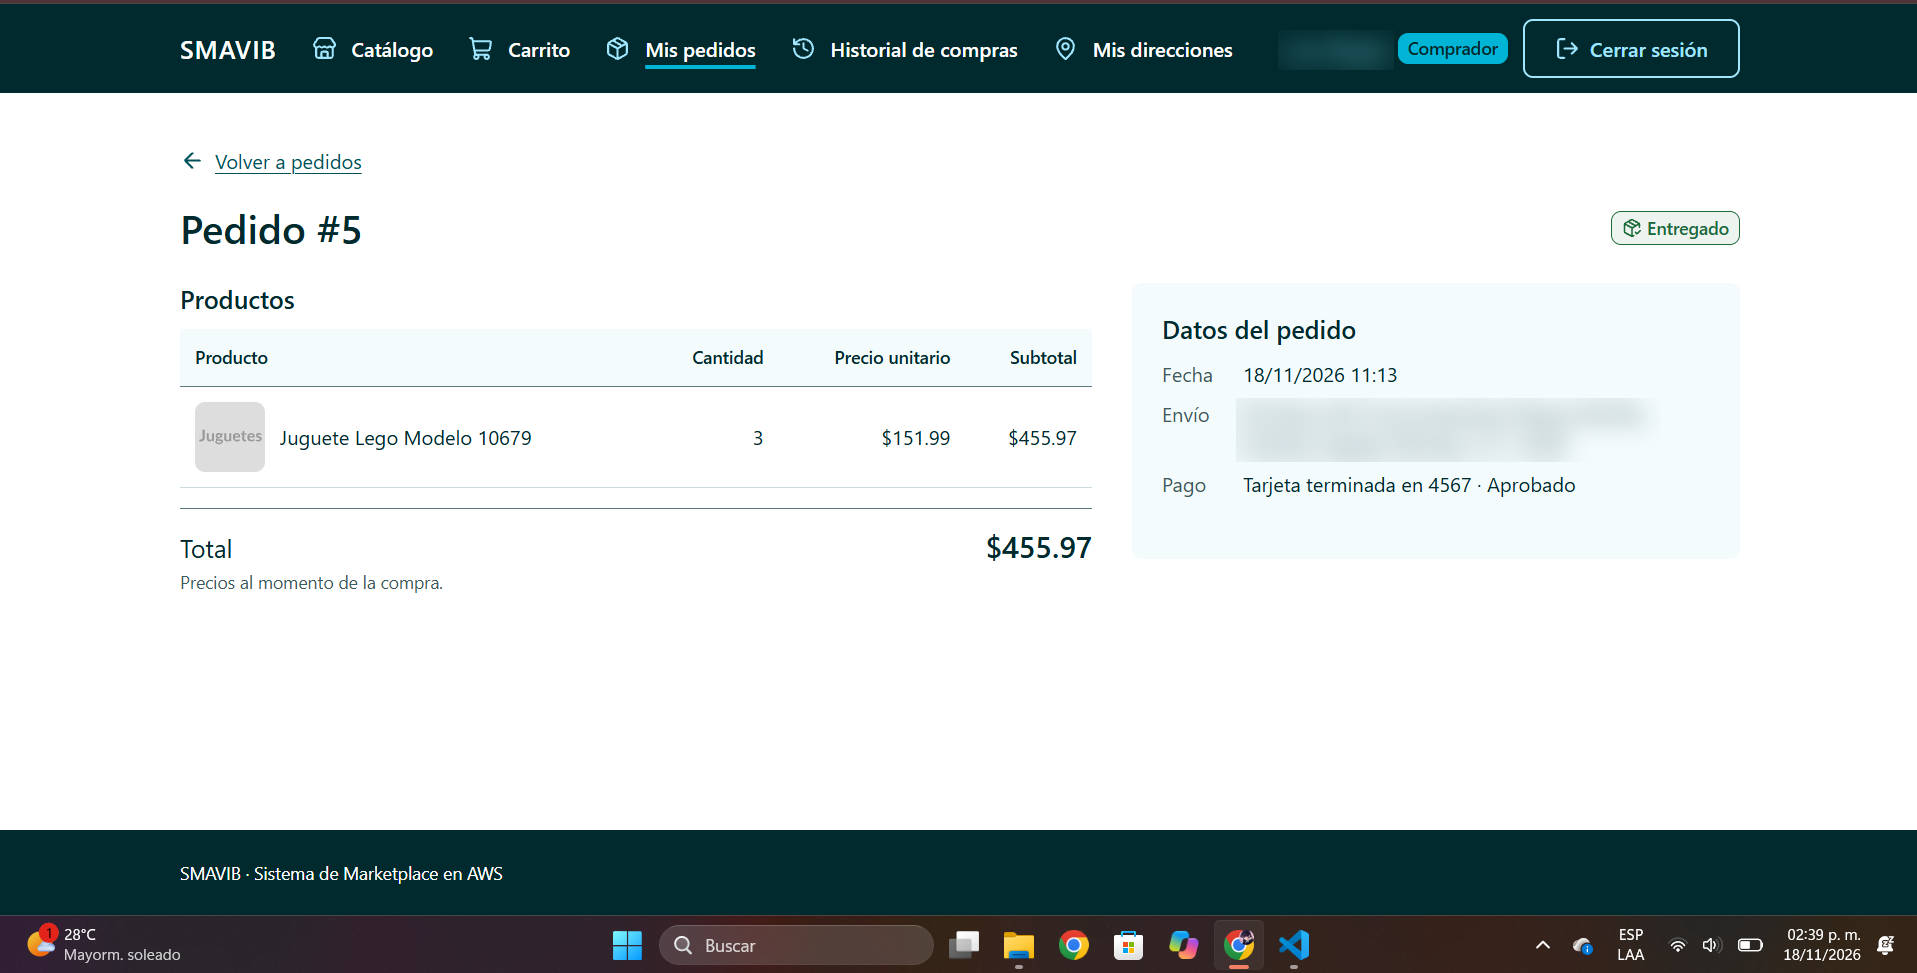 SMAVIB Catálogo Carrito Mis pedidos Historial de compras Mis direcciones Comprador Cerrar sesión
Volver a pedidos
Pedido #5
Entregado
Productos
Producto Cantidad Precio unitario Subtotal
Juguetes Juguete Lego Modelo 10679 3 $151.99 $455.97
Total $455.97
Precios al momento de la compra.
Datos del pedido
Fecha 18/11/2026 11:13
Envío
Pago Tarjeta terminada en 4567 · Aprobado
SMAVIB · Sistema de Marketplace en AWS
1
28°C
Mayorm. soleado
Buscar
ESP
LAA
02:39 p. m.
18/11/2026